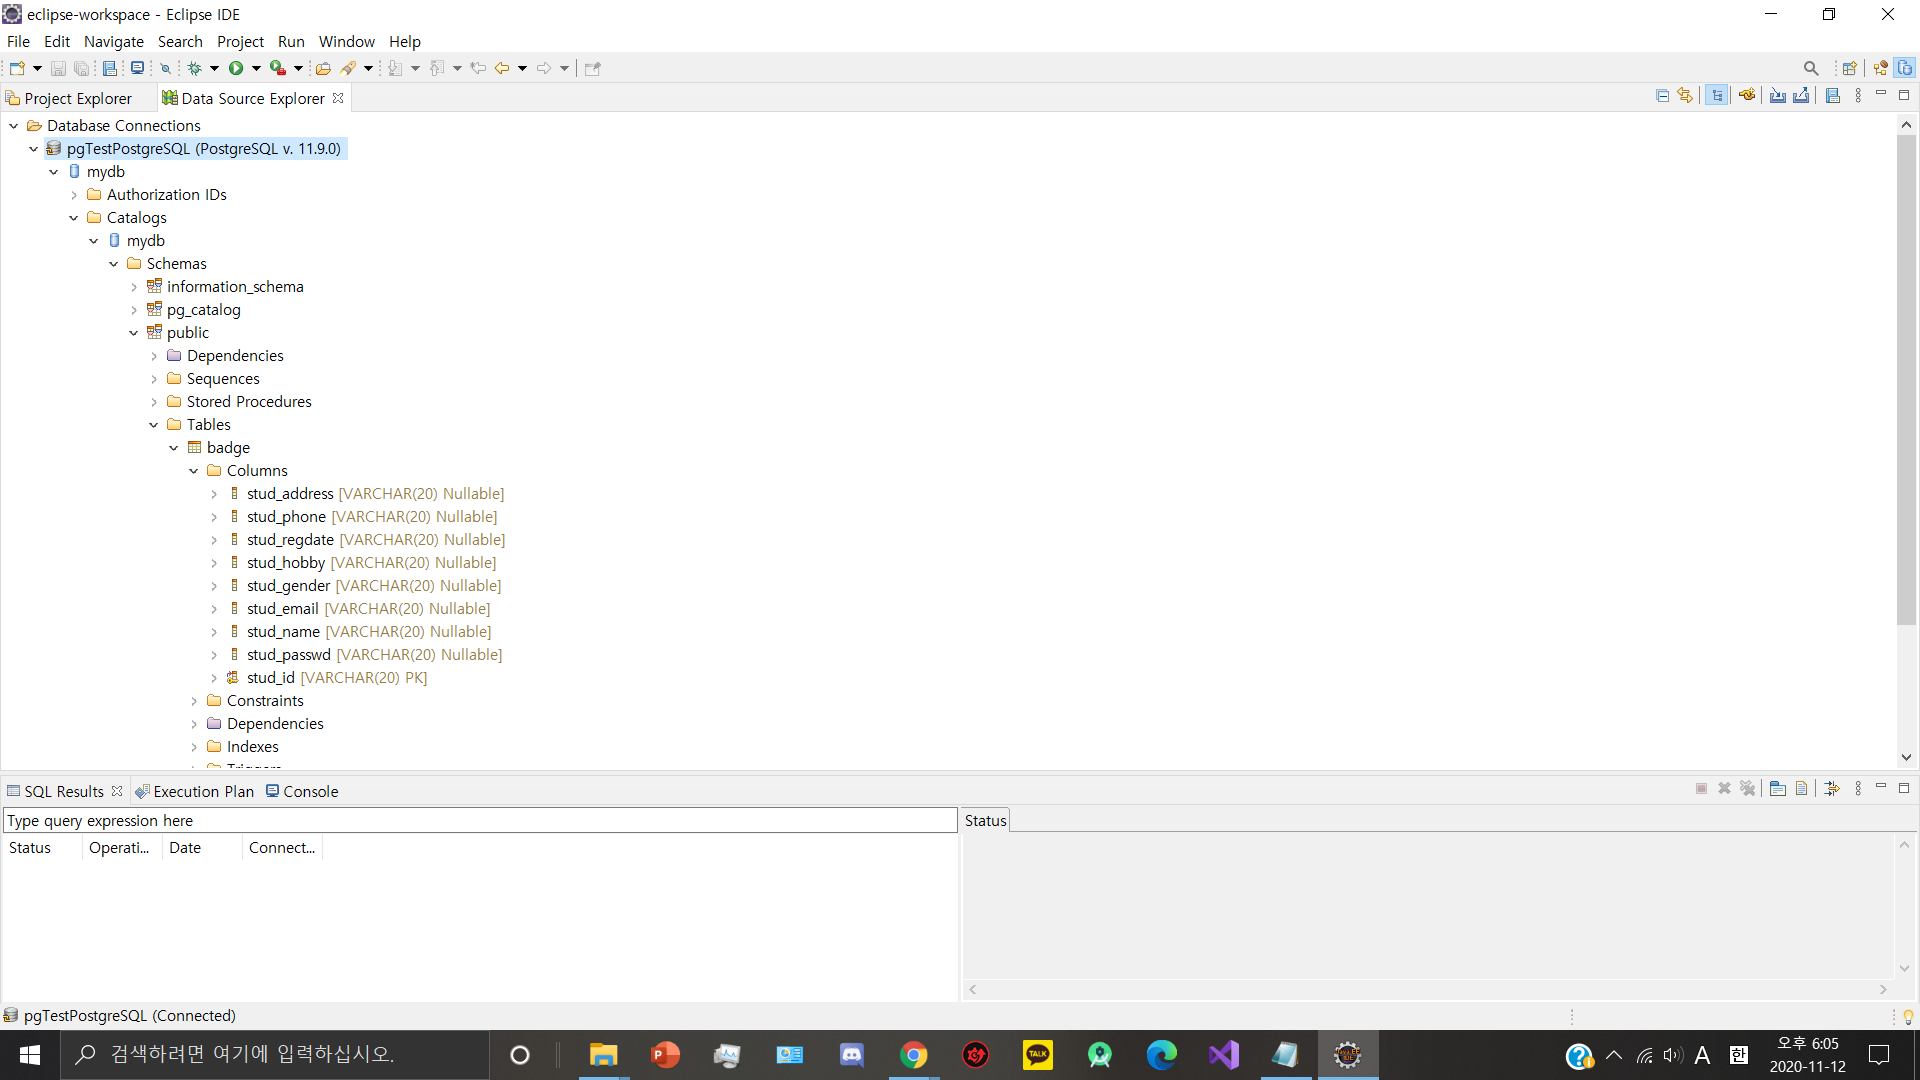 eclipse-workspace - Eclipse IDE
File Edit Navigate Search Project Run Window Help
Project Explorer Data Source Explorer
Database Connections
pgTestPostgreSQL (PostgreSQL v. 11.9.0)
mydb
Authorization IDs
Catalogs
mydb
Schemas
information_schema
pg_catalog
public
Dependencies
Sequences
Stored Procedures
Tables
badge
Columns
stud_address [VARCHAR(20) Nullable]
stud_phone [VARCHAR(20) Nullable]
stud_regdate [VARCHAR(20) Nullable]
stud_hobby [VARCHAR(20) Nullable]
stud_gender [VARCHAR(20) Nullable]
stud_email [VARCHAR(20) Nullable]
stud_name [VARCHAR(20) Nullable]
stud_passwd [VARCHAR(20) Nullable]
stud_id [VARCHAR(20) PK]
Constraints
Dependencies
Indexes
Triggers
SQL Results Execution Plan Console
Type query expression here
Status
Status Operati... Date Connect...
pgTestPostgreSQL (Connected)
검색하려면 여기에 입력하십시오.
TALK
A 한
오후 6:05
2020-11-12